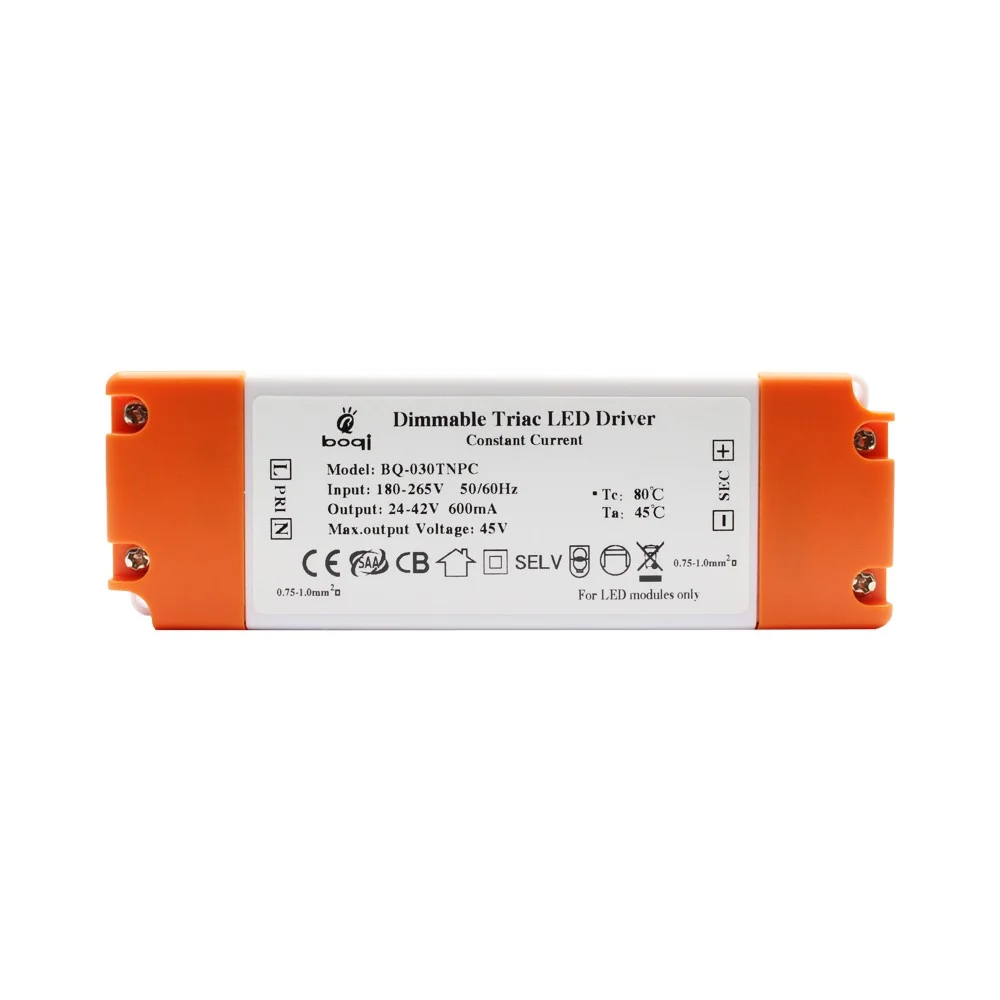 boqi
Dimmable Triac LED Driver
Constant Current
Model: BQ-030TNPC
Input: 180-265V 50/60Hz
Output: 24-42V 600mA
Max.output Voltage: 45V
Tc: 80℃
Ta: 45℃
L PRI N
+ SEC -
CE SAA CB SELV
0.75-1.0mm²
0.75-1.0mm²
For LED modules only